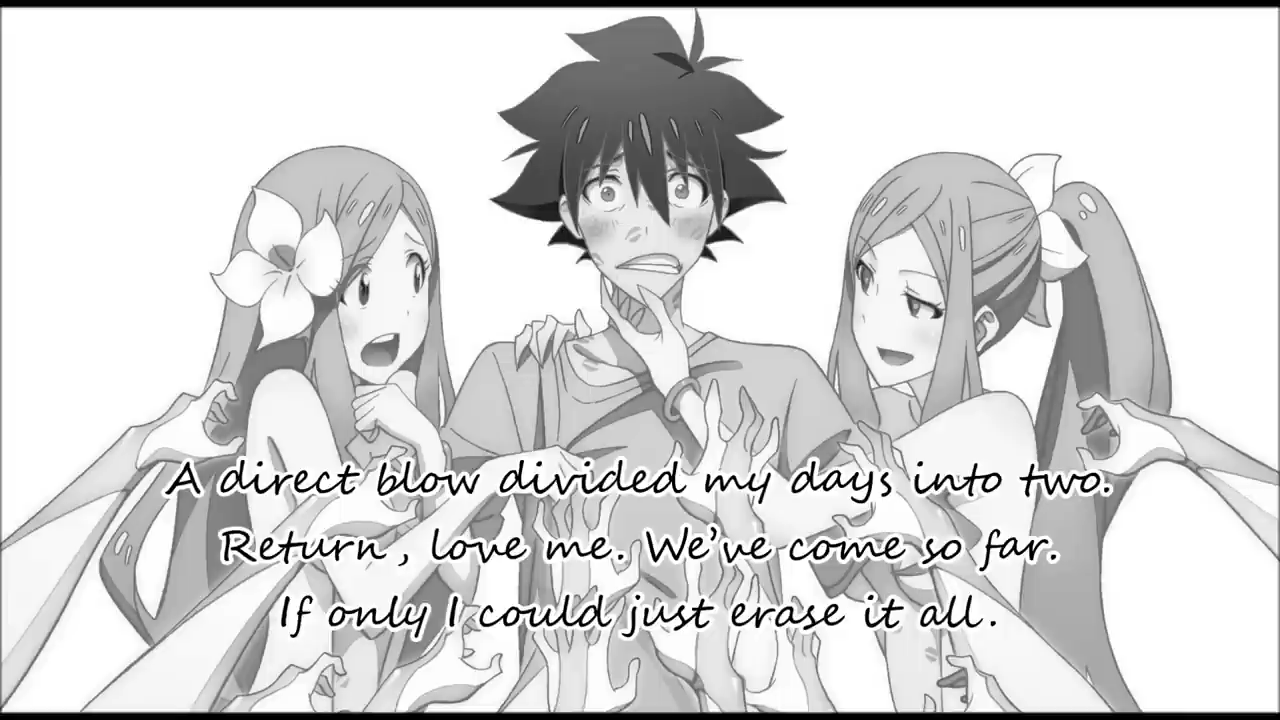 A direct blow divided my days into two.
Return, love me. We've come so far.
If only I could just erase it all.